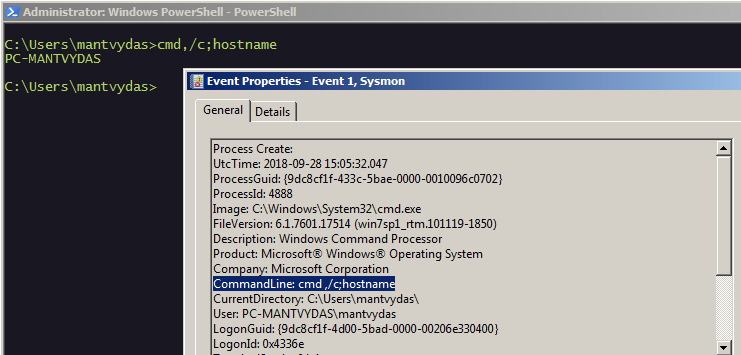 Administrator: Windows PowerShell - PowerShell
C:\Users\mantvydas>cmd,/c;hostname
PC-MANTVYDAS
C:\Users\mantvydas>
Event Properties - Event 1, Sysmon
General Details
Process Create:
UtcTime: 2018-09-28 15:05:32.047
ProcessGuid: {9dc8cf1f-433c-5bae-0000-0010096c0702}
ProcessId: 4888
Image: C:\Windows\System32\cmd.exe
FileVersion: 6.1.7601.17514 (win7sp1_rtm.101119-1850)
Description: Windows Command Processor
Product: Microsoft® Windows® Operating System
Company: Microsoft Corporation
CommandLine: cmd ,/c;hostname
CurrentDirectory: C:\Users\mantvydas\
User: PC-MANTVYDAS\mantvydas
LogonGuid: {9dc8cf1f-4d00-5bad-0000-00206e330400}
LogonId: 0x4336e